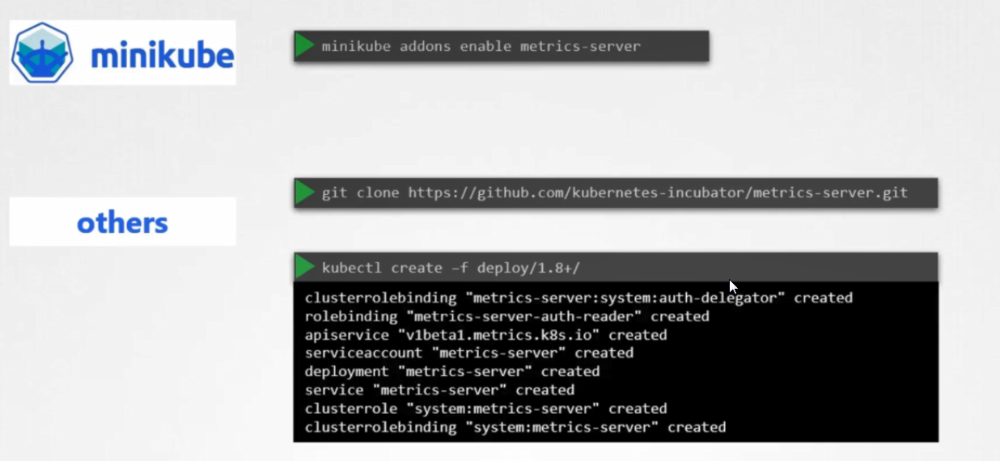 minikube
minikube addons enable metrics-server
others
git clone https://github.com/kubernetes-incubator/metrics-server.git
kubectl create –f deploy/1.8+/
clusterrolebinding "metrics-server:system:auth-delegator" created
rolebinding "metrics-server-auth-reader" created
apiservice "v1beta1.metrics.k8s.io" created
serviceaccount "metrics-server" created
deployment "metrics-server" created
service "metrics-server" created
clusterrole "system:metrics-server" created
clusterrolebinding "system:metrics-server" created